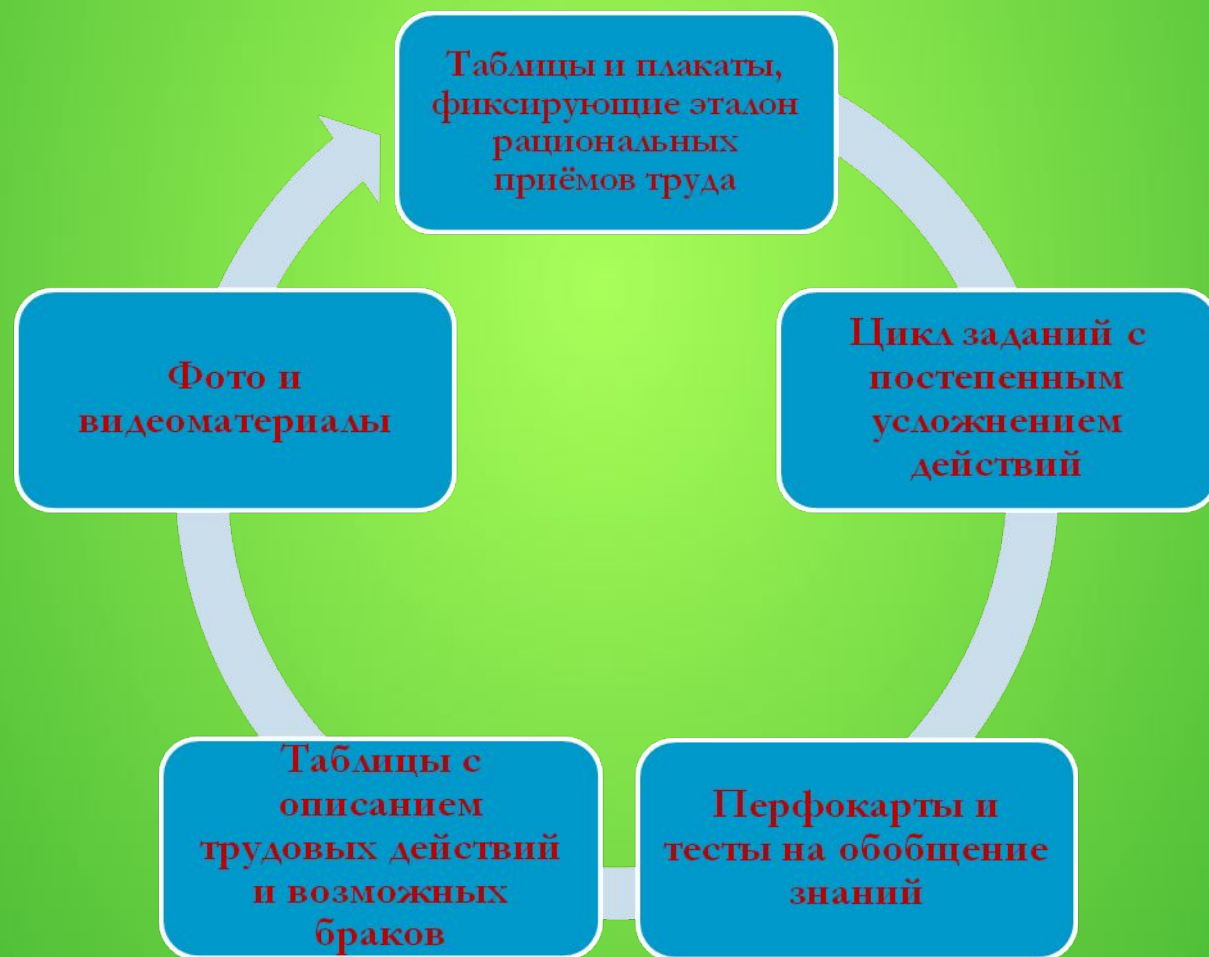 Таблицы и плакаты,
фиксирующие эталон
рациональных
приёмов труда
Цикл заданий с
постепенным
усложнением
действий
Перфокарты и
тесты на обобщение
знаний
Таблицы с
описанием
трудовых действий
и возможных
браков
Фото и
видеоматериалы